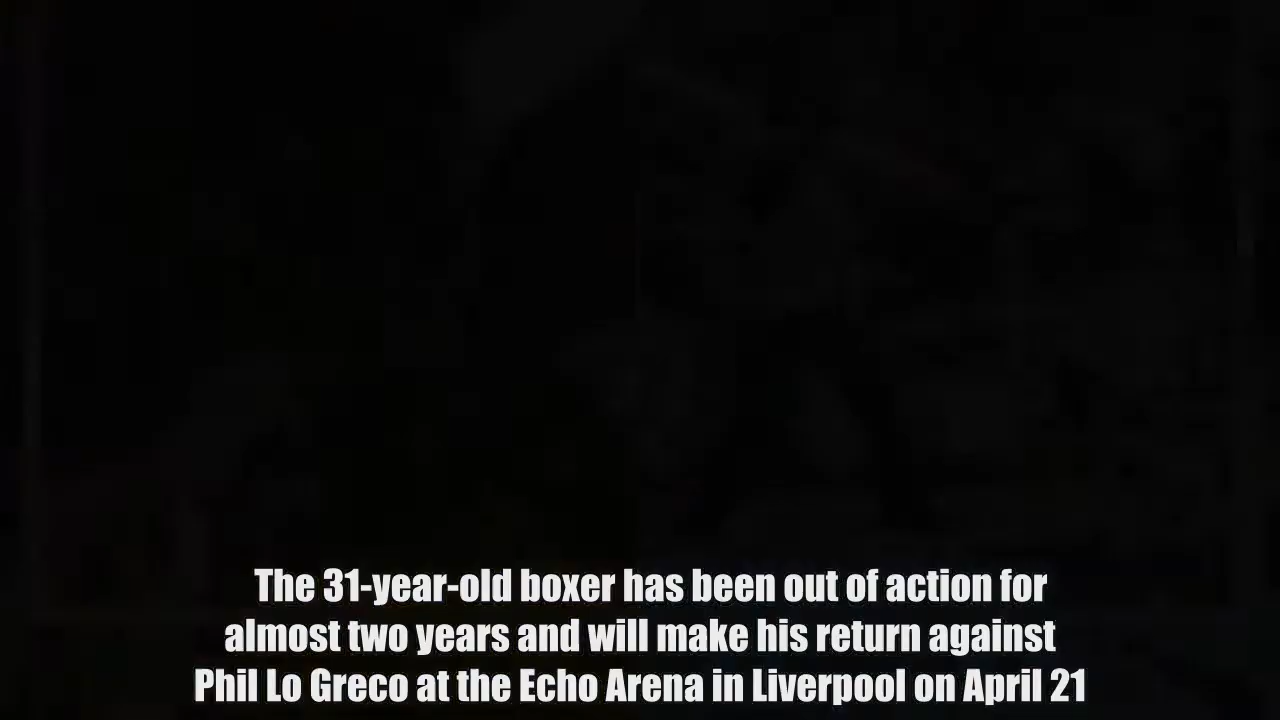 The 31-year-old boxer has been out of action for
almost two years and will make his return against
Phil Lo Greco at the Echo Arena in Liverpool on April 21